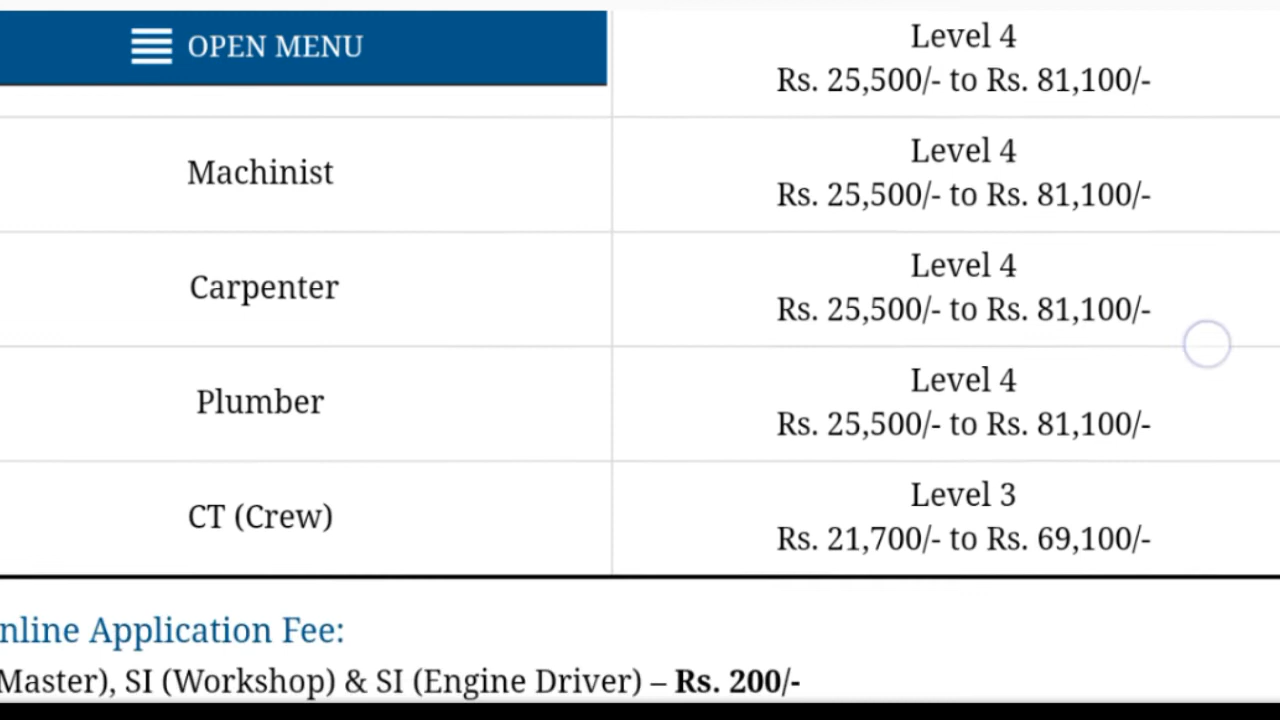 OPEN MENU
Level 4
Rs. 25,500/- to Rs. 81,100/-
Machinist
Level 4
Rs. 25,500/- to Rs. 81,100/-
Carpenter
Level 4
Rs. 25,500/- to Rs. 81,100/-
Plumber
Level 4
Rs. 25,500/- to Rs. 81,100/-
CT (Crew)
Level 3
Rs. 21,700/- to Rs. 69,100/-
nline Application Fee:
Master), SI (Workshop) & SI (Engine Driver) – Rs. 200/-